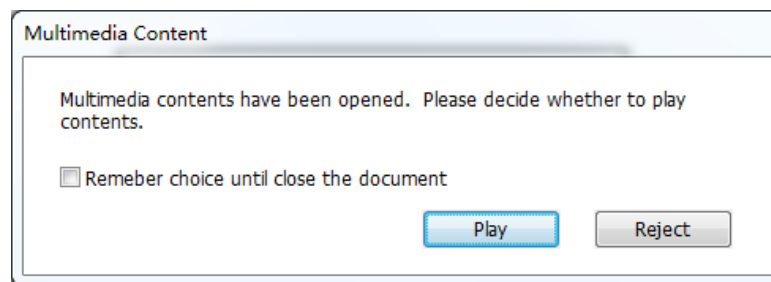 Multimedia Content
Multimedia contents have been opened.  Please decide whether to play
contents.
Remeber choice until close the document
Play
Reject